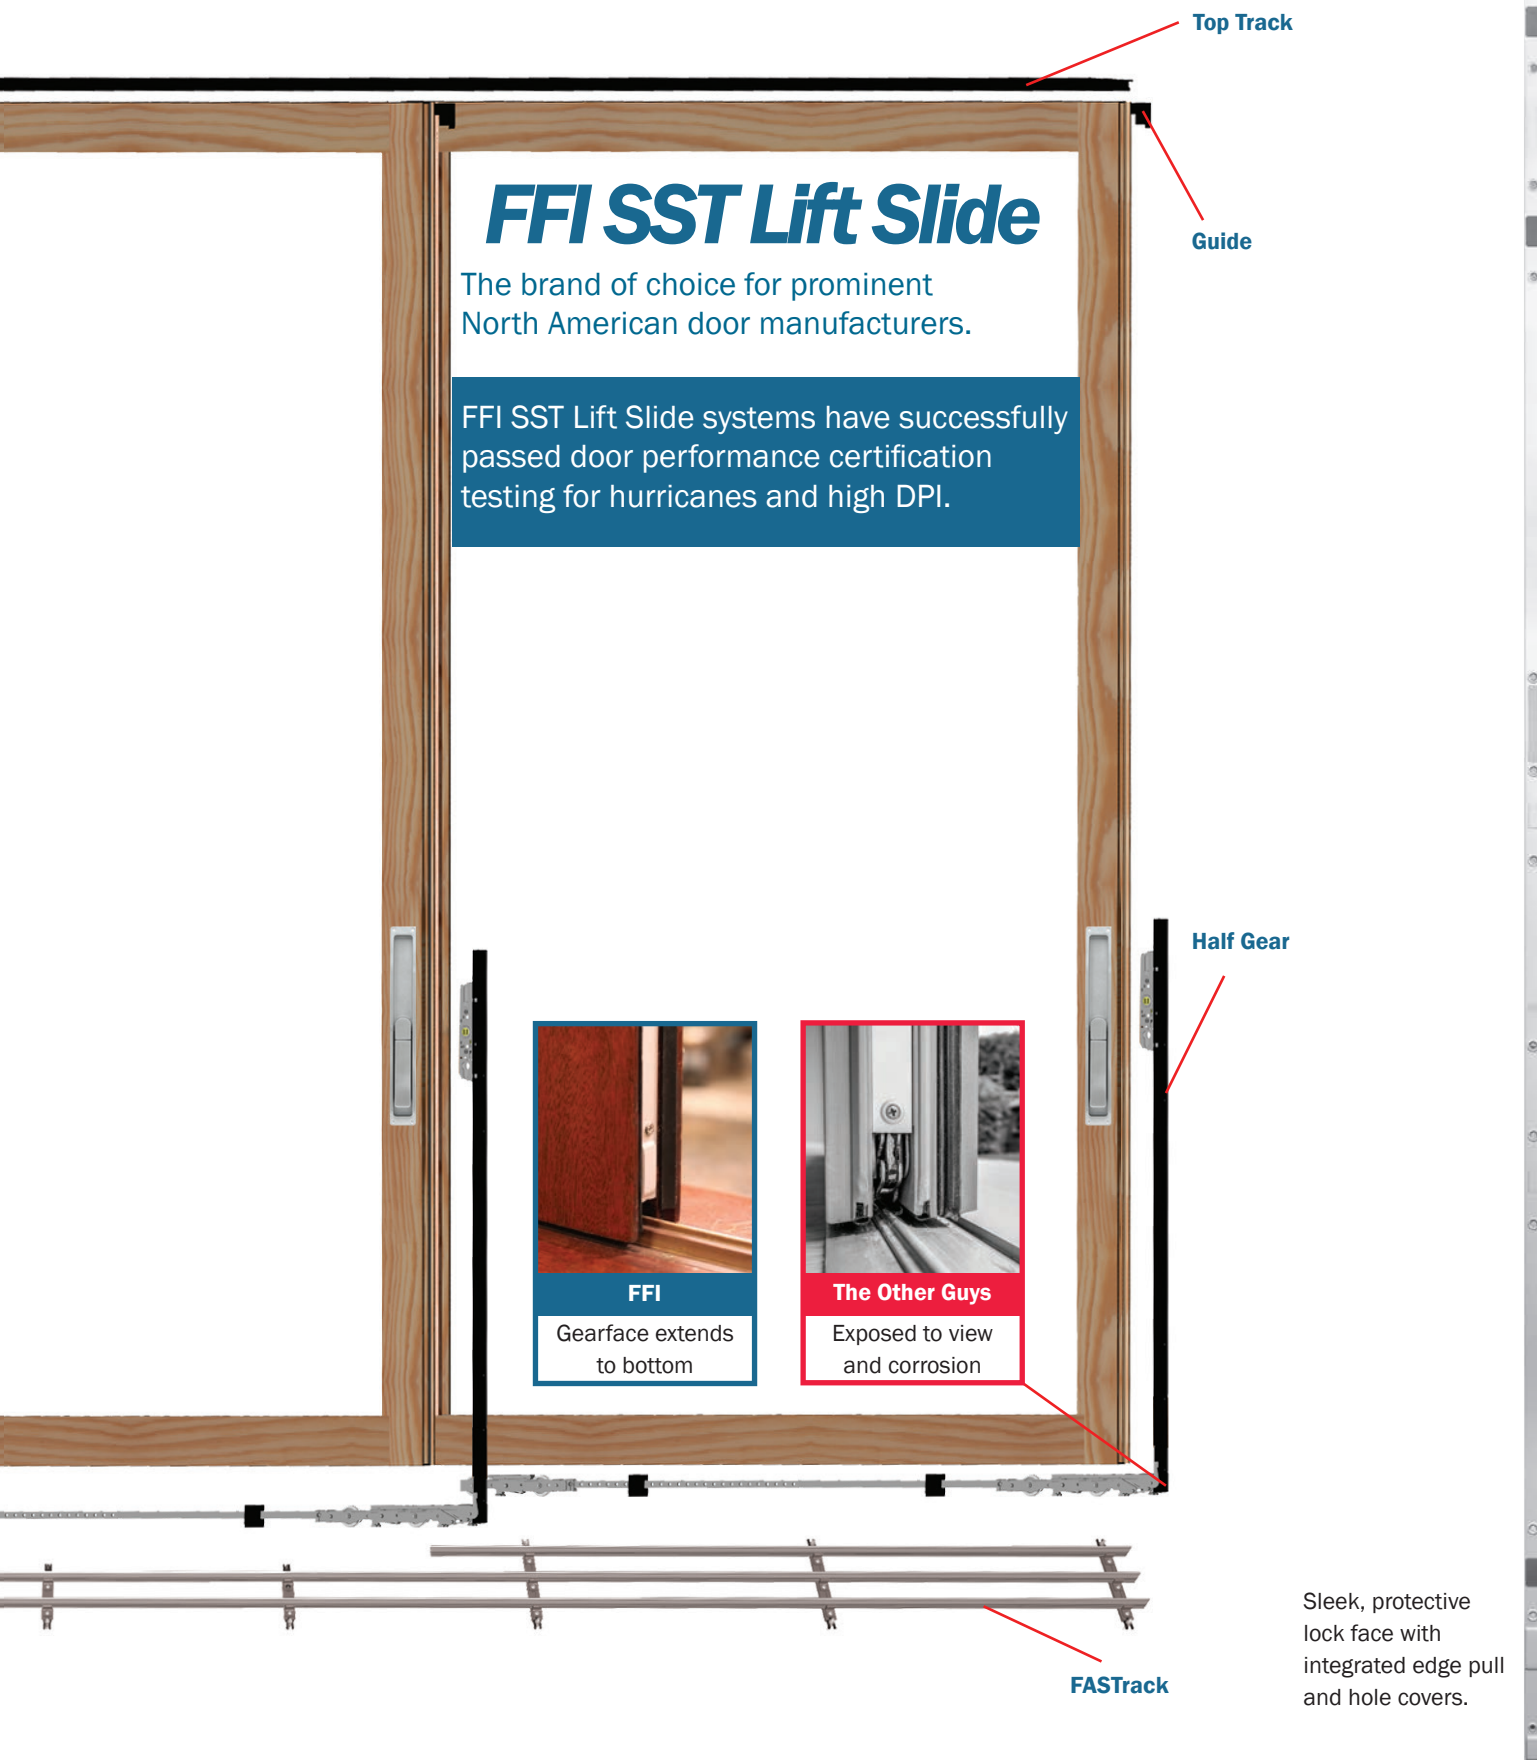 Top Track
Guide
FFI SST Lift Slide
The brand of choice for prominent
North American door manufacturers.
FFI SST Lift Slide systems have successfully
passed door performance certification
testing for hurricanes and high DPI.
Half Gear
FFI
Gearface extends
to bottom
The Other Guys
Exposed to view
and corrosion
FASTrack
Sleek, protective
lock face with
integrated edge pull
and hole covers.